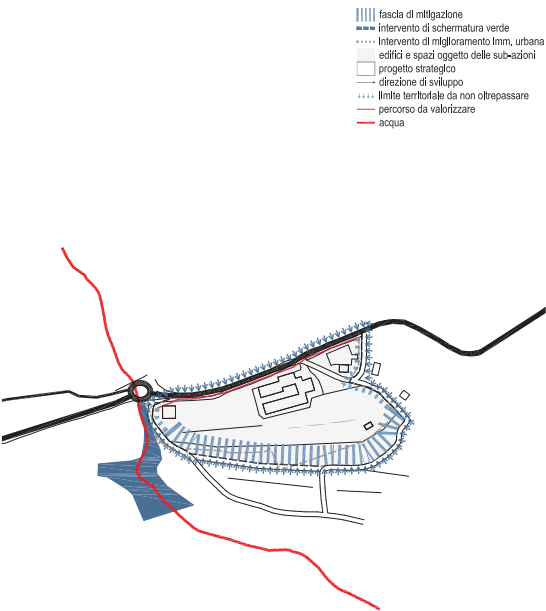 fascia di mitigazione
intervento di schermatura verde
intervento di miglioramento imm. urbana
edifici e spazi oggetto delle sub-azioni
progetto strategico
direzione di sviluppo
limite territoriale da non oltrepassare
percorso da valorizzare
acqua